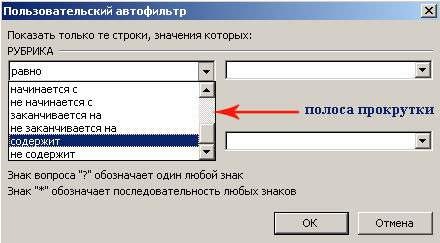 Пользовательский автофильтр
Показать только те строки, значения которых:
РУБРИКА
равно
начинается с
не начинается с
заканчивается на
не заканчивается на
содержит
не содержит
полоса прокрутки
Знак вопроса "?" обозначает один любой знак
Знак "*" обозначает последовательность любых знаков
ОК
Отмена